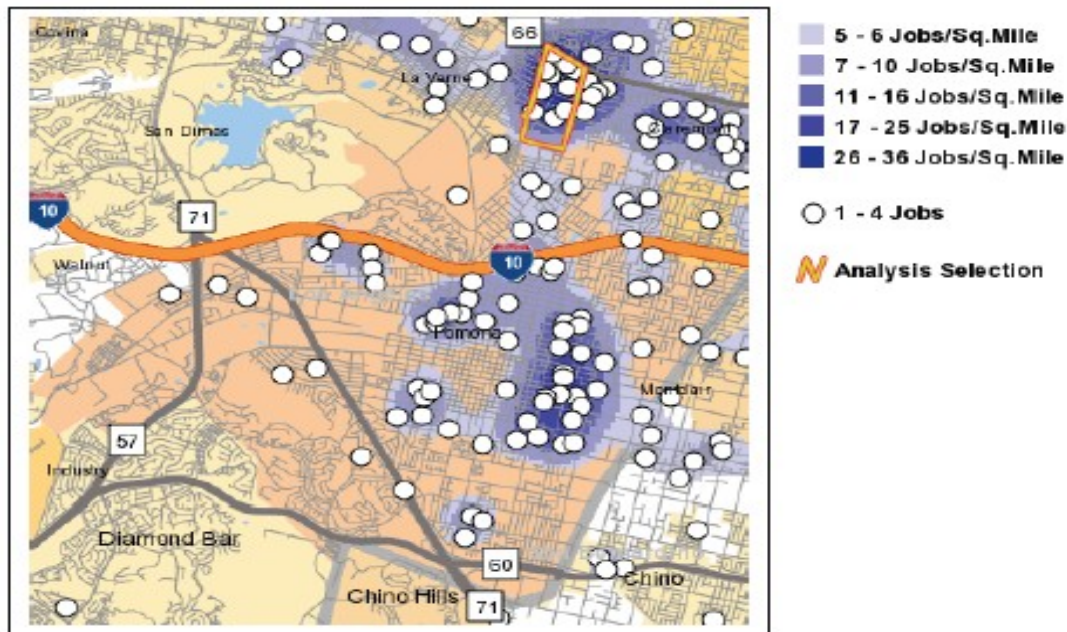 Covina
66
La Verne
San Dimas
Claremont
10
71
Walnut
10
Pomona
Montclair
57
Industry
Diamond Bar
60
Chino
Chino Hills
71
5 - 6 Jobs/Sq.Mile
7 - 10 Jobs/Sq.Mile
11 - 16 Jobs/Sq.Mile
17 - 25 Jobs/Sq.Mile
26 - 36 Jobs/Sq.Mile
1 - 4 Jobs
Analysis Selection